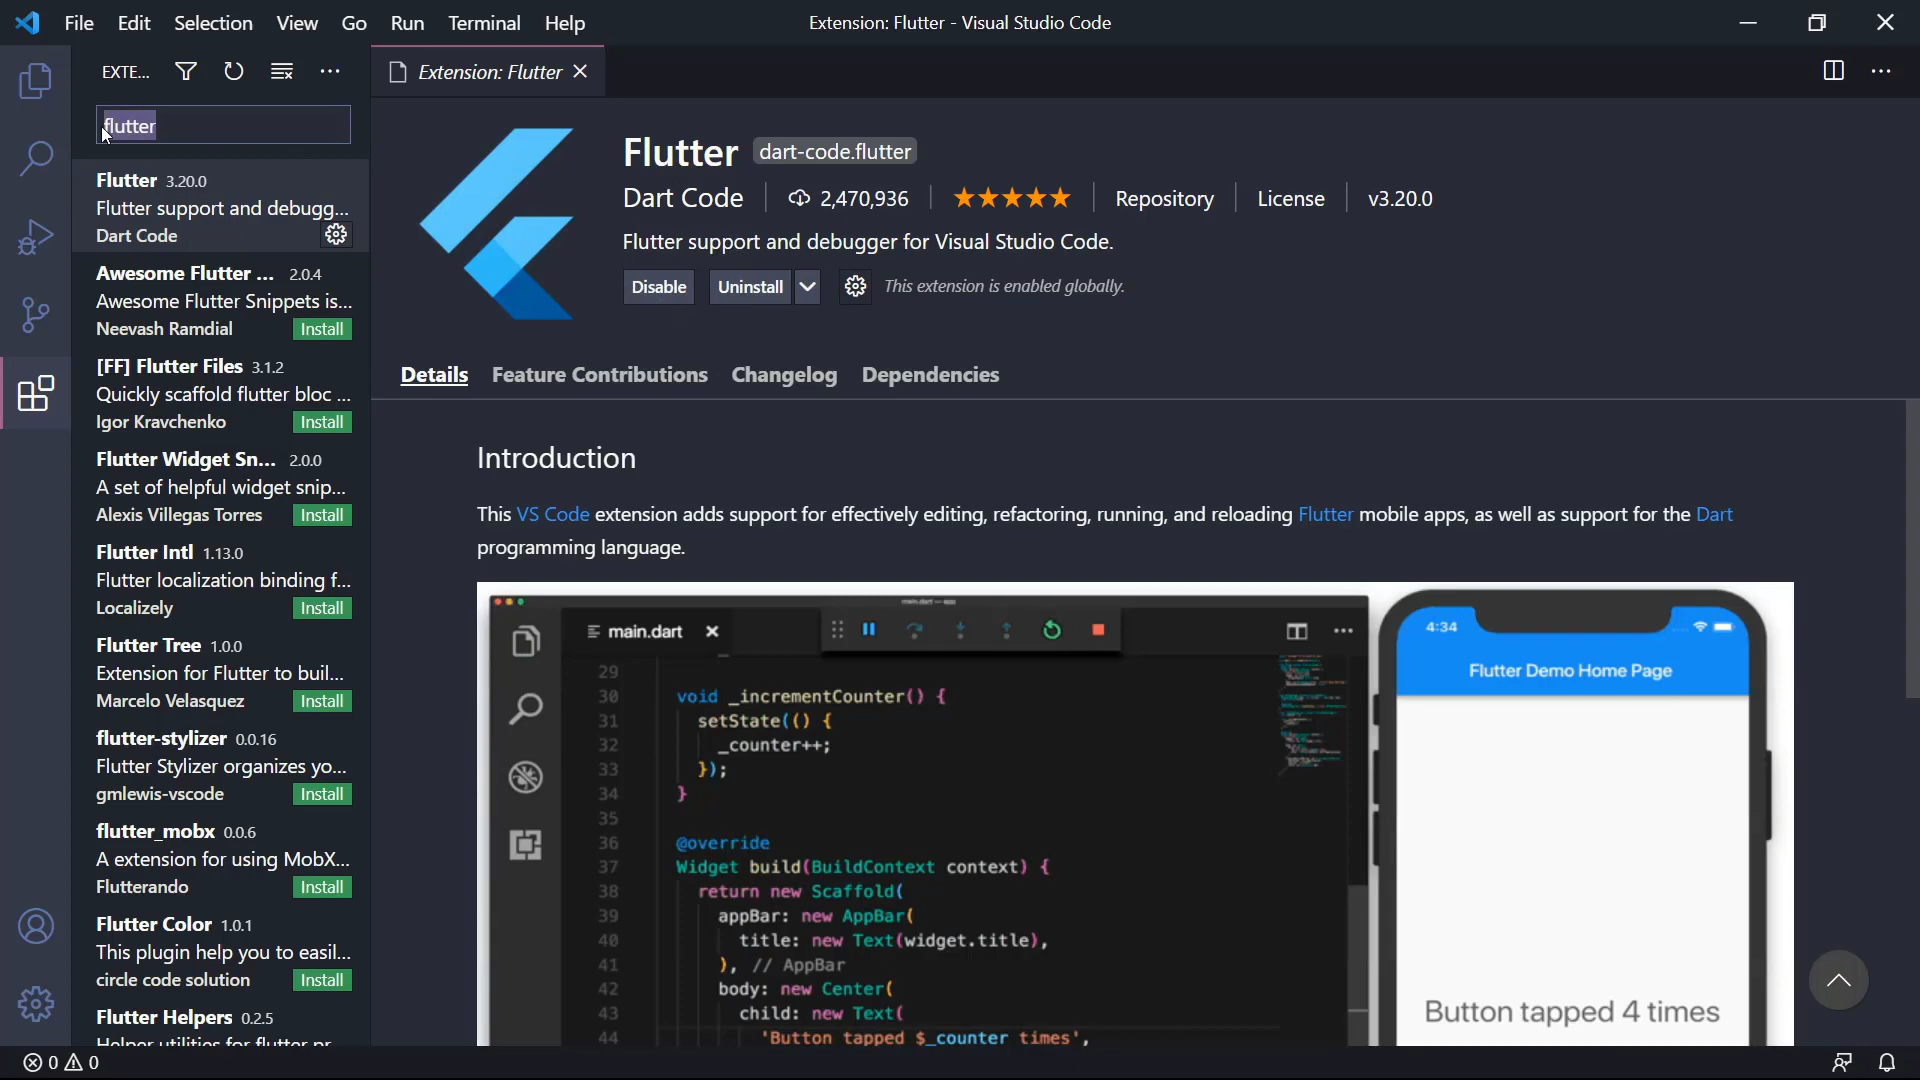 File Edit Selection View Go Run Terminal Help
Extension: Flutter - Visual Studio Code
EXTE...
flutter
Flutter 3.20.0
Flutter support and debugg...
Dart Code
Awesome Flutter ... 2.0.4
Awesome Flutter Snippets is...
Neevash Ramdial Install
[FF] Flutter Files 3.1.2
Quickly scaffold flutter bloc ...
Igor Kravchenko Install
Flutter Widget Sn... 2.0.0
A set of helpful widget snip...
Alexis Villegas Torres Install
Flutter Intl 1.13.0
Flutter localization binding f...
Localizely Install
Flutter Tree 1.0.0
Extension for Flutter to buil...
Marcelo Velasquez Install
flutter-stylizer 0.0.16
Flutter Stylizer organizes yo...
gmlewis-vscode Install
flutter_mobx 0.0.6
A extension for using MobX...
Flutterando Install
Flutter Color 1.0.1
This plugin help you to easil...
circle code solution Install
Flutter Helpers 0.2.5
Helper utilities for flutter pr...
Extension: Flutter
Flutter dart-code.flutter
Dart Code 2,470,936 Repository License v3.20.0
Flutter support and debugger for Visual Studio Code.
Disable Uninstall This extension is enabled globally.
Details Feature Contributions Changelog Dependencies
Introduction
This VS Code extension adds support for effectively editing, refactoring, running, and reloading Flutter mobile apps, as well as support for the Dart
programming language.
main.dart — app
main.dart
29
30 void _incrementCounter() {
31 setState(() {
32 _counter++;
33 });
34 }
35
36 @override
37 Widget build(BuildContext context) {
38 return new Scaffold(
39 appBar: new AppBar(
40 title: new Text(widget.title),
41 ), // AppBar
42 body: new Center(
43 child: new Text(
44 'Button tapped $_counter times',
4:34
Flutter Demo Home Page
Button tapped 4 times
0 0